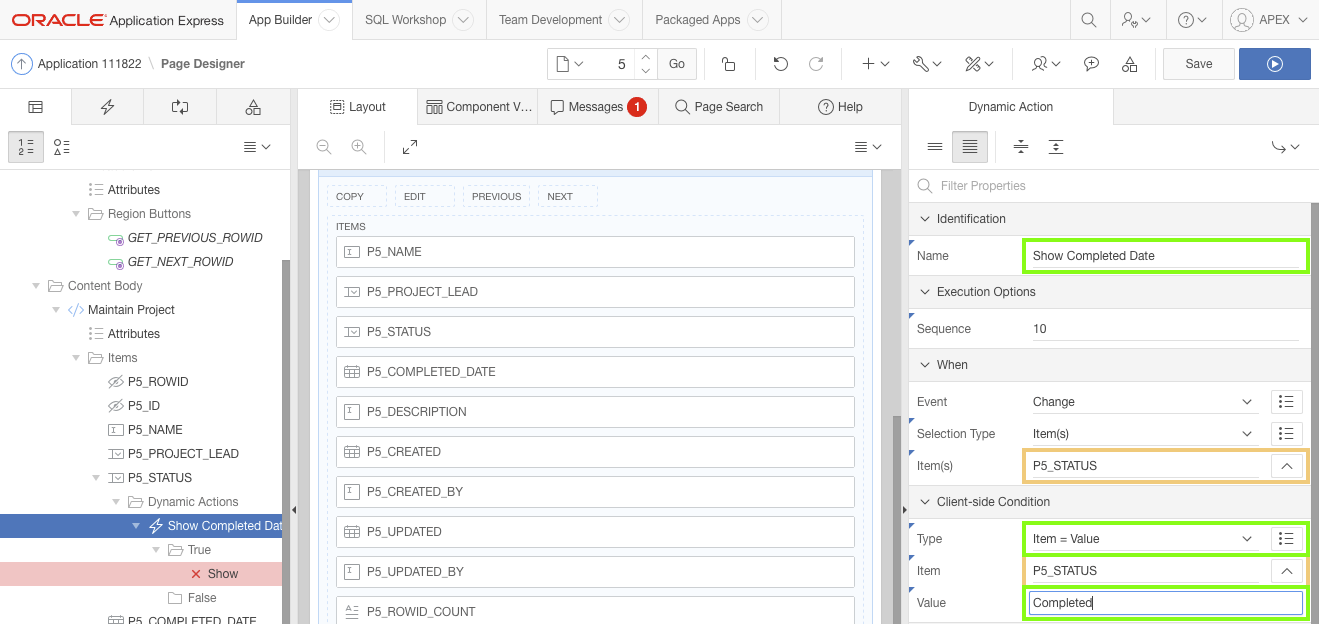 ORACLE Application Express
App Builder
SQL Workshop
Team Development
Packaged Apps
APEX
Application 111822 \ Page Designer
5
Go
Save
Layout
Component V...
Messages 1
Page Search
Help
Dynamic Action
Attributes
Region Buttons
GET_PREVIOUS_ROWID
GET_NEXT_ROWID
Content Body
Maintain Project
Attributes
Items
P5_ROWID
P5_ID
P5_NAME
P5_PROJECT_LEAD
P5_STATUS
Dynamic Actions
Show Completed Dat
True
Show
False
P5_COMPLETED_DATE
COPY
EDIT
PREVIOUS
NEXT
ITEMS
P5_NAME
P5_PROJECT_LEAD
P5_STATUS
P5_COMPLETED_DATE
P5_DESCRIPTION
P5_CREATED
P5_CREATED_BY
P5_UPDATED
P5_UPDATED_BY
P5_ROWID_COUNT
Filter Properties
Identification
Name Show Completed Date
Execution Options
Sequence 10
When
Event Change
Selection Type Item(s)
Item(s) P5_STATUS
Client-side Condition
Type Item = Value
Item P5_STATUS
Value Completed